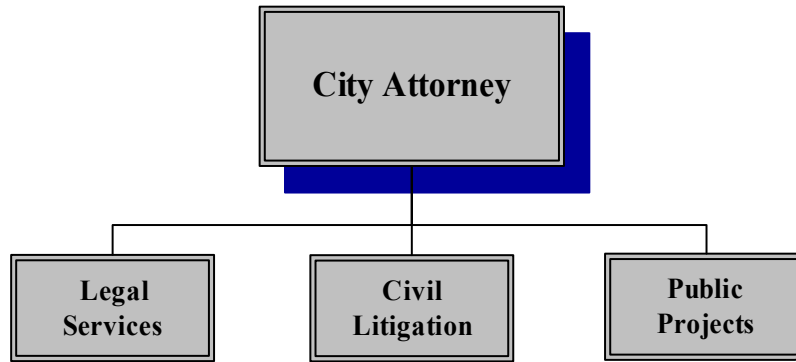 City Attorney
Legal
Services
Civil
Litigation
Public
Projects